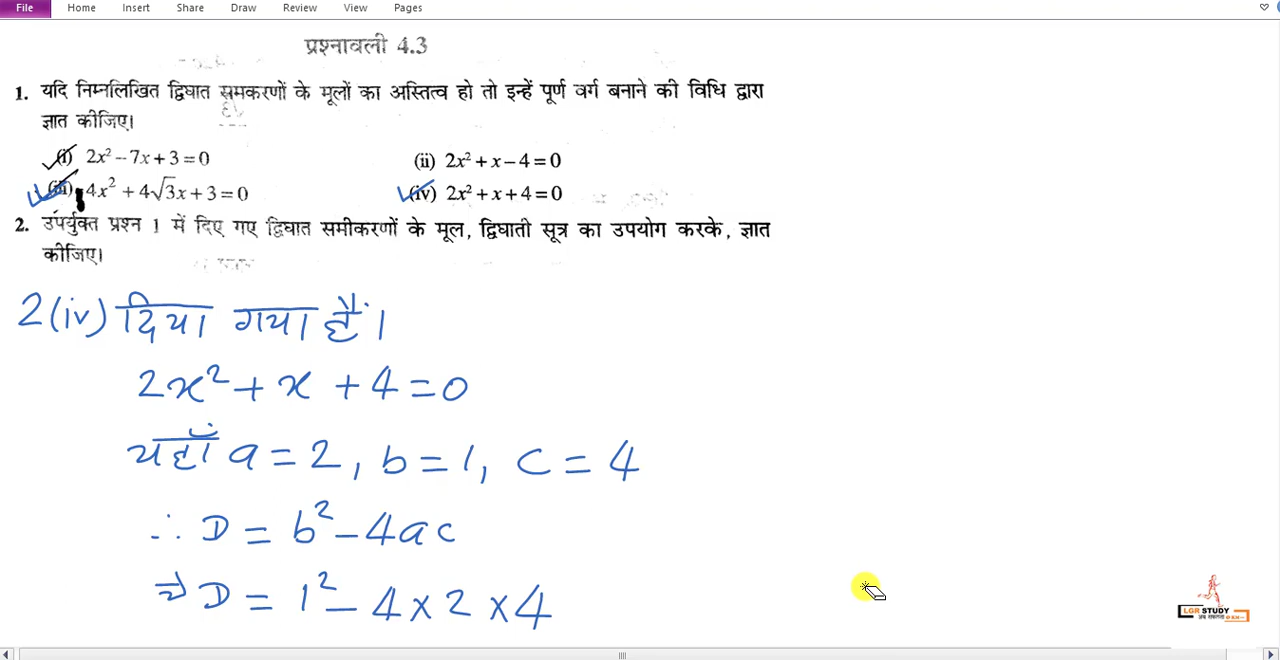 File Home Insert Share Draw Review View Pages
प्रश्नावली 4.3
1. यदि निम्नलिखित द्विघात समकरणों के मूलों का अस्तित्व हो तो इन्हें पूर्ण वर्ग बनाने की विधि द्वारा
ज्ञात कीजिए।
(i) 2x² – 7x + 3 = 0 (ii) 2x² + x – 4 = 0
(iii) 4x² + 4√3x + 3 = 0 (iv) 2x² + x + 4 = 0
2. उपर्युक्त प्रश्न 1 में दिए गए द्विघात समीकरणों के मूल, द्विघाती सूत्र का उपयोग करके, ज्ञात
कीजिए।
2(iv) दिया गया हैं।
2x² + x + 4 = 0
यहाँ a = 2, b = 1, c = 4
∴ D = b² – 4ac
⇒ D = 1² – 4 × 2 × 4
LGR STUDY